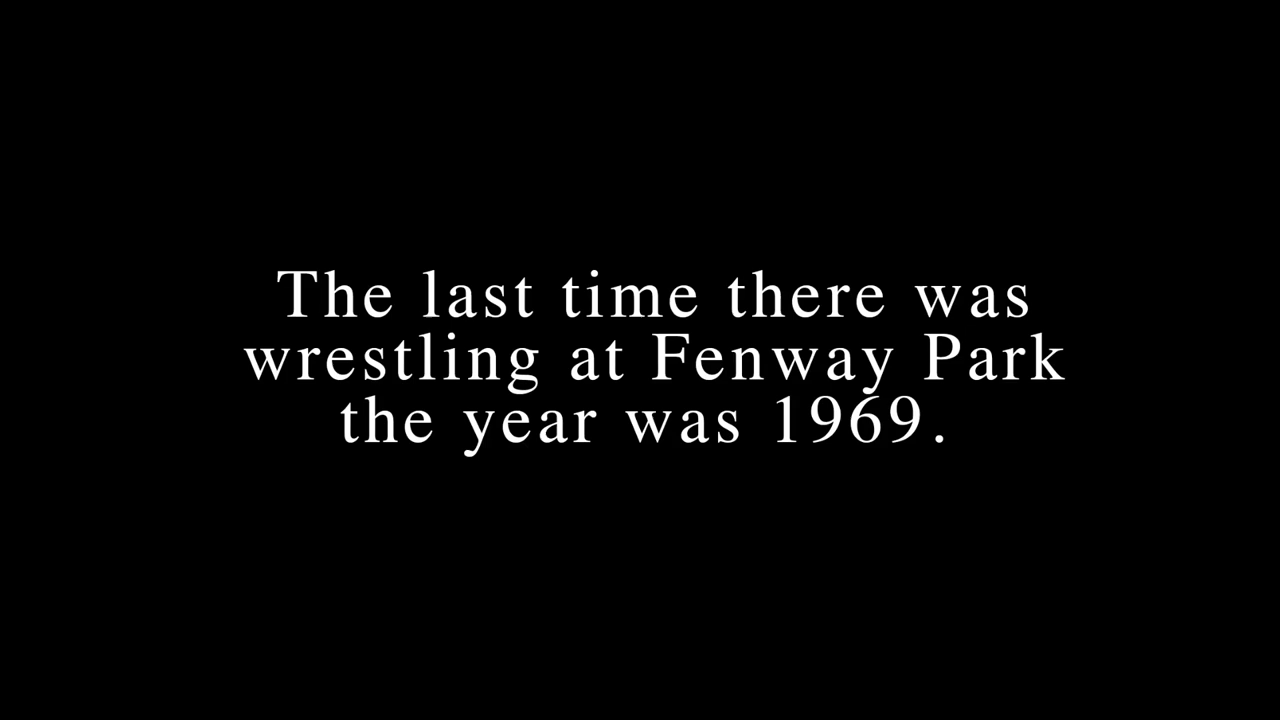 The last time there was
wrestling at Fenway Park
the year was 1969.